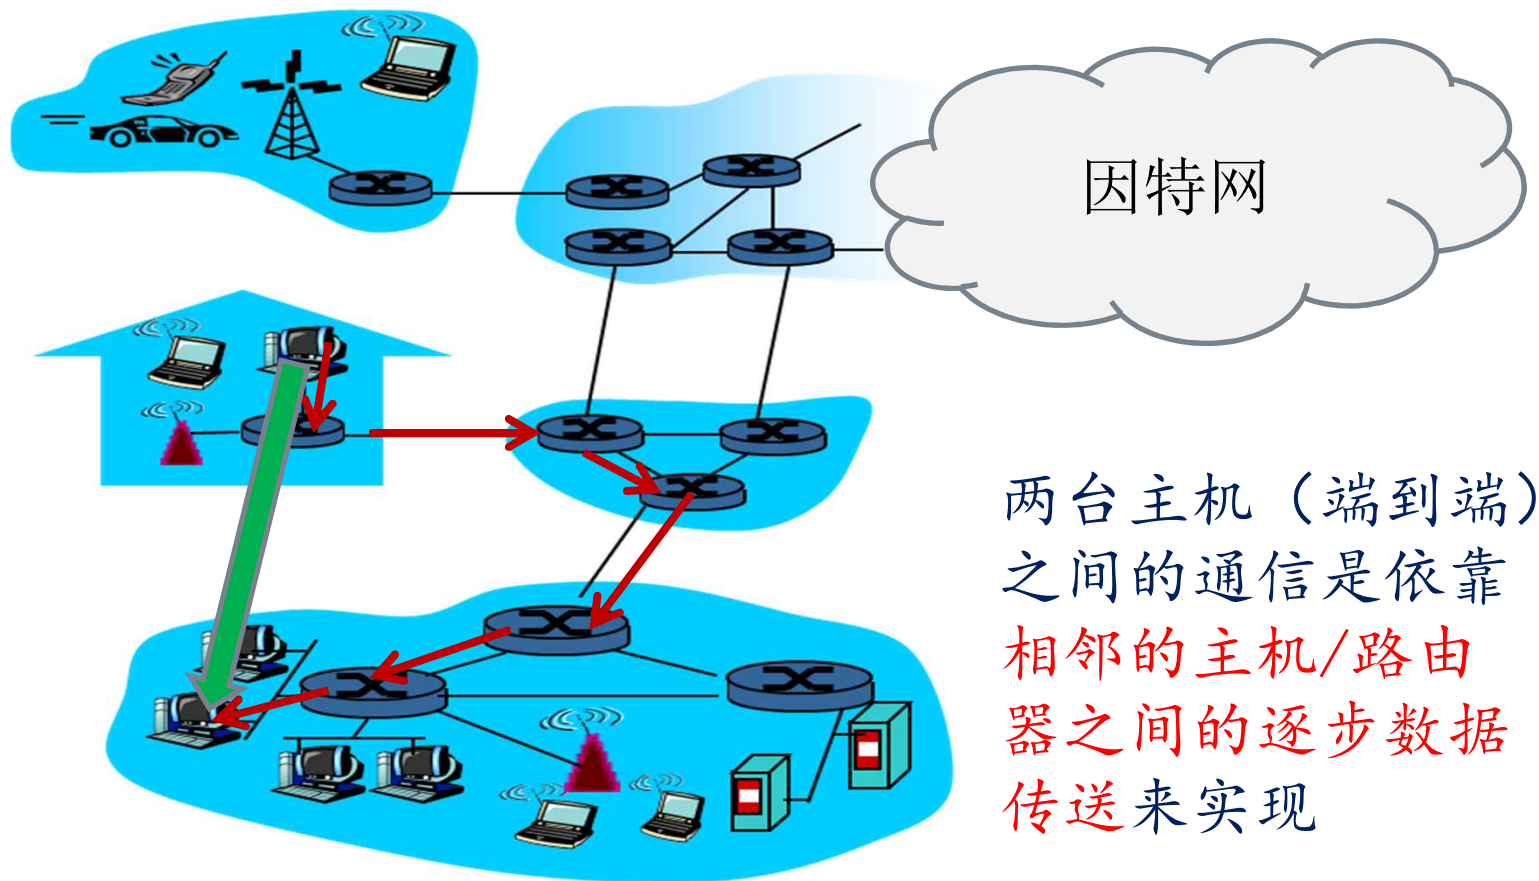 因特网
两台主机（端到端）
之间的通信是依靠
相邻的主机/路由
器之间的逐步数据
传送来实现